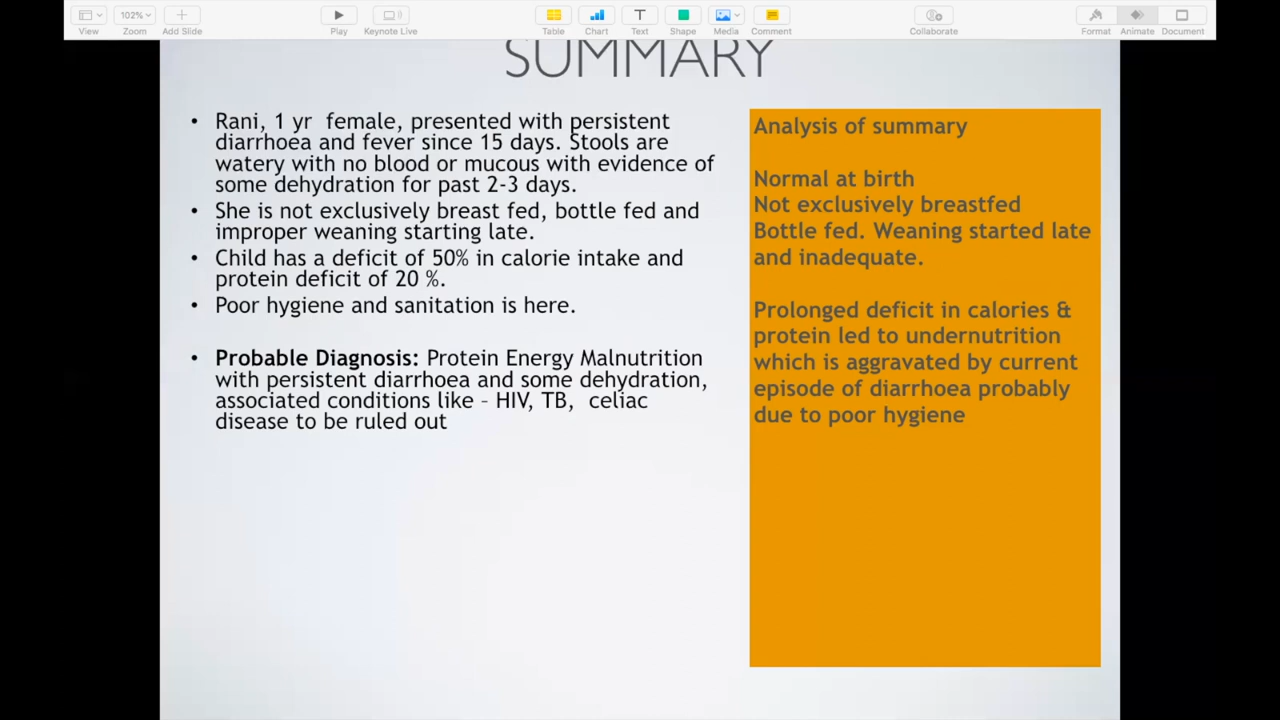 102%
View
Zoom
Add Slide
Play
Keynote Live
Table
Chart
Text
Shape
Media
Comment
Collaborate
Format
Animate
Document
SUMMARY
• Rani, 1 yr female, presented with persistent
diarrhoea and fever since 15 days. Stools are
watery with no blood or mucous with evidence of
some dehydration for past 2-3 days.
• She is not exclusively breast fed, bottle fed and
improper weaning starting late.
• Child has a deficit of 50% in calorie intake and
protein deficit of 20 %.
• Poor hygiene and sanitation is here.
• Probable Diagnosis: Protein Energy Malnutrition
with persistent diarrhoea and some dehydration,
associated conditions like – HIV, TB, celiac
disease to be ruled out
Analysis of summary
Normal at birth
Not exclusively breastfed
Bottle fed. Weaning started late
and inadequate.
Prolonged deficit in calories &
protein led to undernutrition
which is aggravated by current
episode of diarrhoea probably
due to poor hygiene